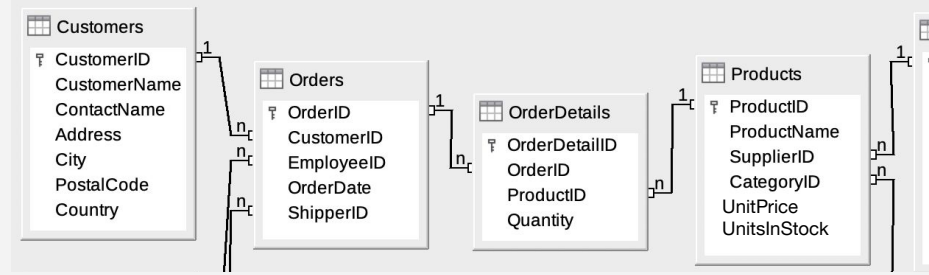 Customers
CustomerID
CustomerName
ContactName
Address
City
PostalCode
Country
1
n
n
n
Orders
OrderID
CustomerID
EmployeeID
OrderDate
ShipperID
1
n
OrderDetails
OrderDetailID
OrderID
ProductID
Quantity
1
n
Products
ProductID
ProductName
SupplierID
CategoryID
UnitPrice
UnitsInStock
1
n
n